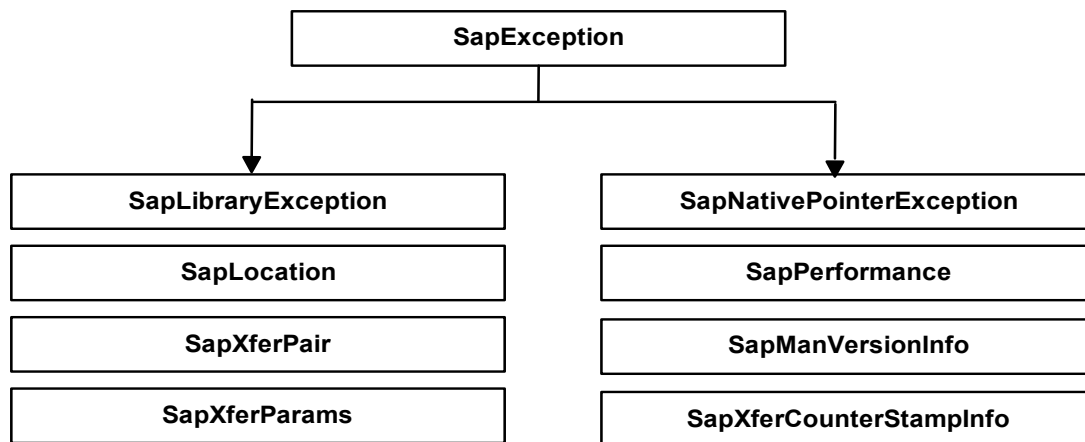 SapException
SapLibraryException
SapNativePointerException
SapLocation
SapPerformance
SapXferPair
SapManVersionInfo
SapXferParams
SapXferCounterStampInfo